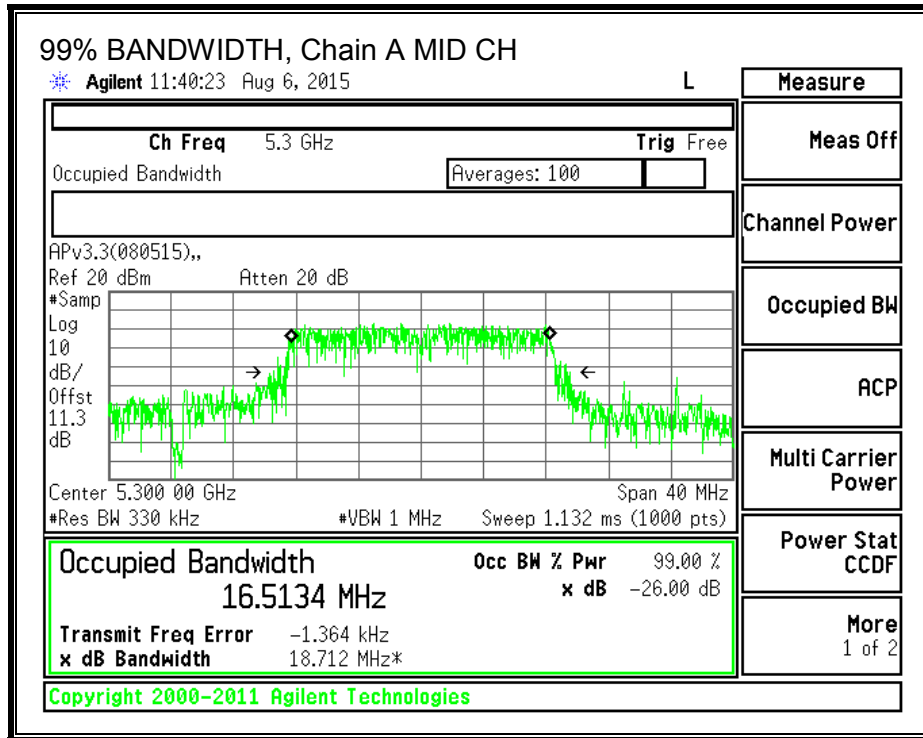 99% BANDWIDTH, Chain A MID CH
Agilent 11:40:23 Aug 6, 2015 L
Measure
Ch Freq 5.3 GHz Trig Free
Meas Off
Occupied Bandwidth Averages: 100
Channel Power
APv3.3(080515),,
Ref 20 dBm Atten 20 dB
#Samp
Log
10
dB/
Offst
11.3
dB
Occupied BW
ACP
Multi Carrier
Power
Center 5.300 00 GHz Span 40 MHz
#Res BW 330 kHz #VBW 1 MHz Sweep 1.132 ms (1000 pts)
Power Stat
CCDF
Occupied Bandwidth Occ BW % Pwr 99.00 %
16.5134 MHz x dB -26.00 dB
Transmit Freq Error -1.364 kHz
x dB Bandwidth 18.712 MHz*
More
1 of 2
Copyright 2000-2011 Agilent Technologies